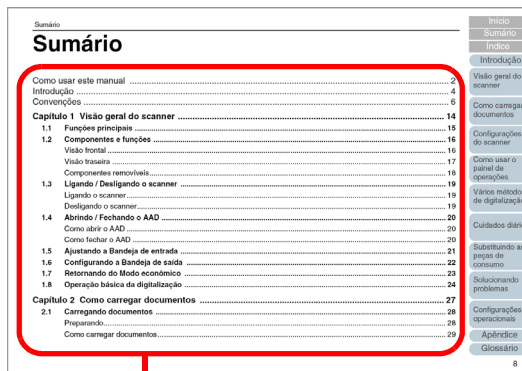 Sumário
Sumário
Como usar este manual ........ 2
Introdução ........ 4
Convenções ........ 6
Capítulo 1 Visão geral do scanner ........ 14
1.1 Funções principais ........ 15
1.2 Componentes e funções ........ 16
Visão frontal ........ 16
Visão traseira ........ 17
Componentes removíveis ........ 18
1.3 Ligando / Desligando o scanner ........ 19
Ligando o scanner ........ 19
Desligando o scanner ........ 19
1.4 Abrindo / Fechando o AAD ........ 20
Como abrir o AAD ........ 20
Como fechar o AAD ........ 20
1.5 Ajustando a Bandeja de entrada ........ 21
1.6 Configurando a Bandeja de saída ........ 22
1.7 Retornando do Modo econômico ........ 23
1.8 Operação básica da digitalização ........ 24
Capítulo 2 Como carregar documentos ........ 27
2.1 Carregando documentos ........ 28
Preparando ........ 28
Como carregar documentos ........ 29
Início
Sumário
Índice
Introdução
Visão geral do
scanner
Como carregar
documentos
Configurações
do scanner
Como usar o
painel de
operações
Vários método
de digitalizaçã
Cuidados diári
Substituindo as
peças de
consumo
Solucionando
problemas
Configurações
operacionais
Apêndice
Glossário
8